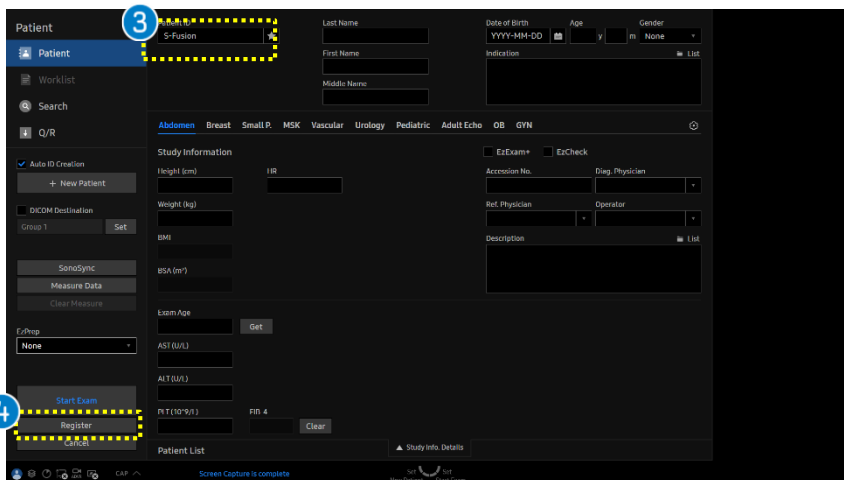 Patient
3
Patient ID
S-Fusion
Last Name
First Name
Middle Name
Date of Birth
Age
Gender
YYYY-MM-DD
y
m
None
Indication
List
Patient
Worklist
Search
Q/R
Auto ID Creation
+ New Patient
DICOM Destination
Group 1
Set
SonoSync
Measure Data
Clear Measure
EzPrep
None
Start Exam
4
Register
Cancel
Abdomen Breast Small P. MSK Vascular Urology Pediatric Adult Echo OB GYN
Study Information
EzExam+
EzCheck
Height (cm)
HR
Accession No.
Diag. Physician
Weight (kg)
Ref. Physician
Operator
BMI
Description
List
BSA (m²)
Exam Age
Get
AST (U/L)
ALT (U/L)
PLT (10^9/L)
FIB-4
Clear
Patient List
Study Info. Details
CAP
Screen Capture is complete
Set
Set
New Patient
Start Exam